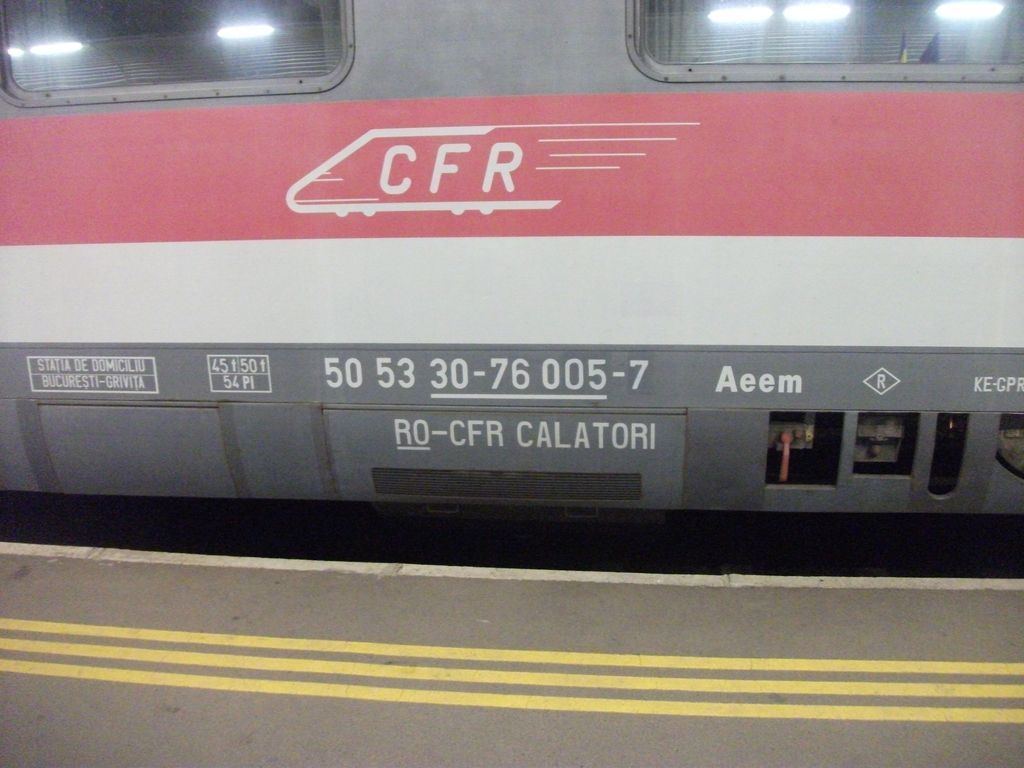 CFR
STAȚIA DE DOMICILIU
BUCUREȘTI-GRIVIȚA
45 t 50 t
54 Pl
50 53 30-76 005-7
Aeem
R
KE-GPR
RO-CFR CALATORI